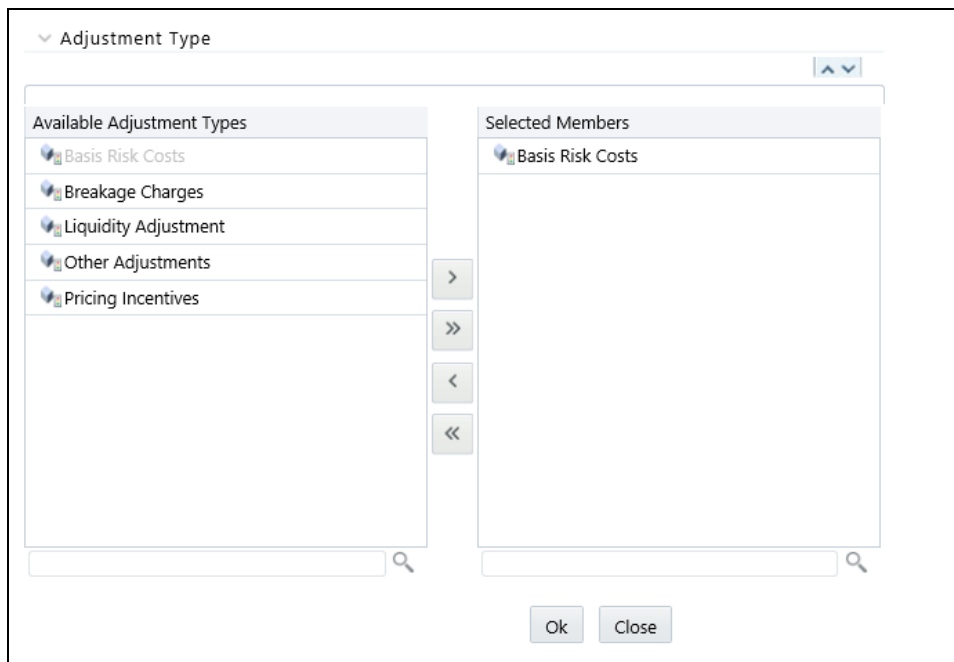 Adjustment Type
Available Adjustment Types
Basis Risk Costs
Breakage Charges
Liquidity Adjustment
Other Adjustments
Pricing Incentives
Selected Members
Basis Risk Costs
Ok
Close